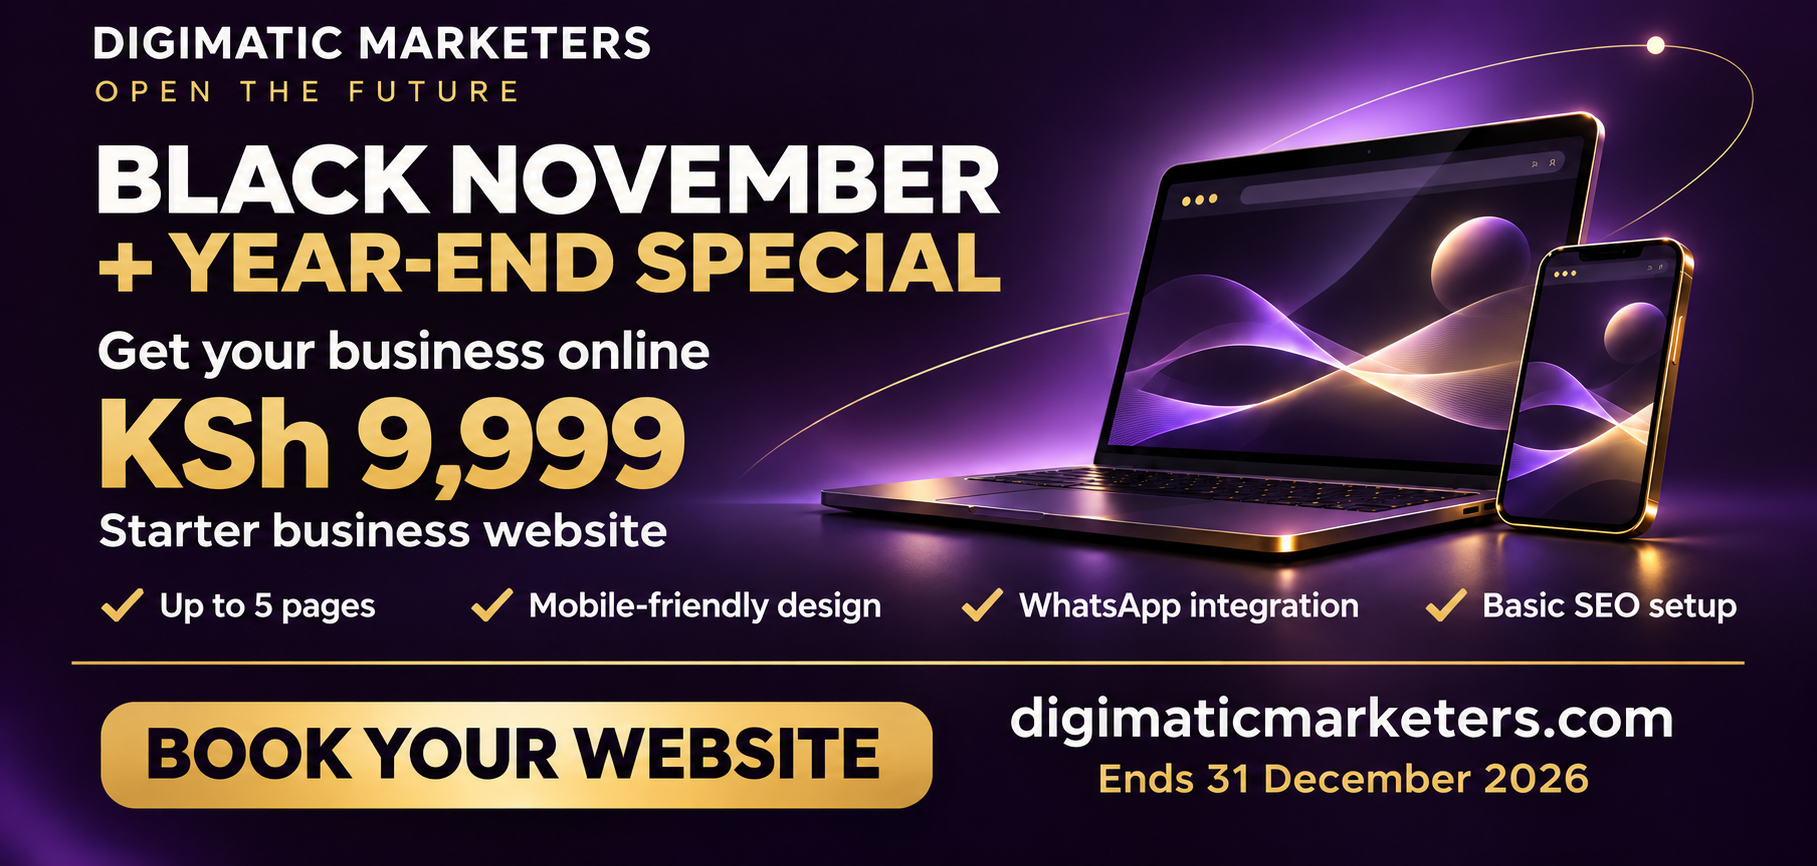 DIGIMATIC MARKETERS
OPEN THE FUTURE
BLACK NOVEMBER
+ YEAR-END SPECIAL
Get your business online
KSh 9,999
Starter business website
Up to 5 pages
Mobile-friendly design
WhatsApp integration
Basic SEO setup
BOOK YOUR WEBSITE
digimaticmarketers.com
Ends 31 December 2026